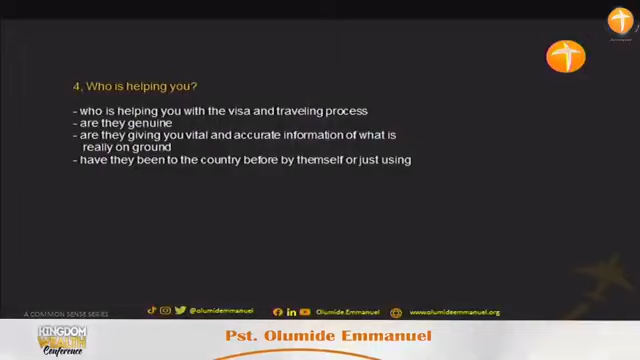 4, Who is helping you?
- who is helping you with the visa and traveling process
- are they genuine
- are they giving you vital and accurate information of what is
really on ground
- have they been to the country before by themself or just using
A COMMON SENSE SERIES
@olumideemmanuel
Olumide.Emmanuel
www.olumideemmanuel.org
KINGDOM
WEALTH
Conference
Pst. Olumide Emmanuel